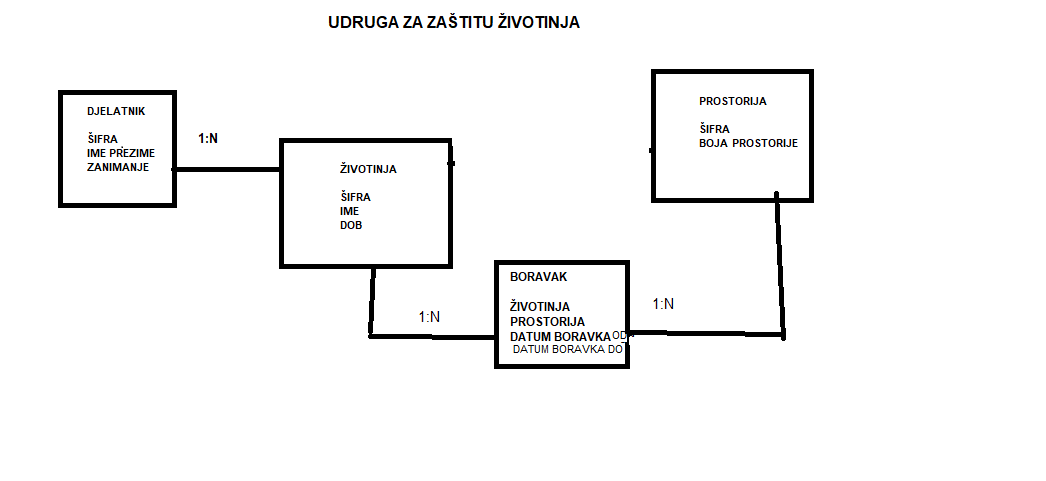 UDRUGA ZA ZAŠTITU ŽIVOTINJA
DJELATNIK
ŠIFRA
IME PREZIME
ZANIMANJE
1:N
ŽIVOTINJA
ŠIFRA
IME
DOB
PROSTORIJA
ŠIFRA
BOJA PROSTORIJE
1:N
BORAVAK
ŽIVOTINJA
PROSTORIJA
DATUM BORAVKA OD
DATUM BORAVKA DO
1:N